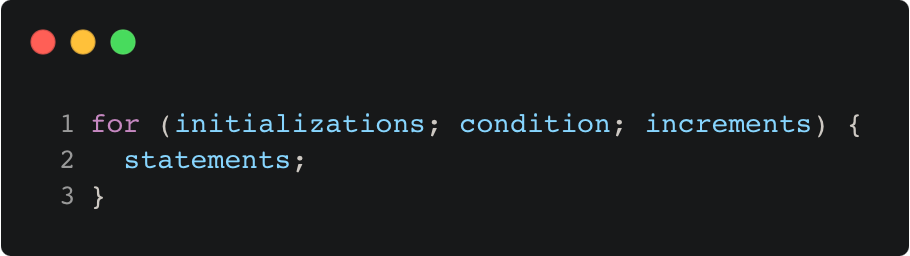 1 for (initializations; condition; increments) {
2   statements;
3 }